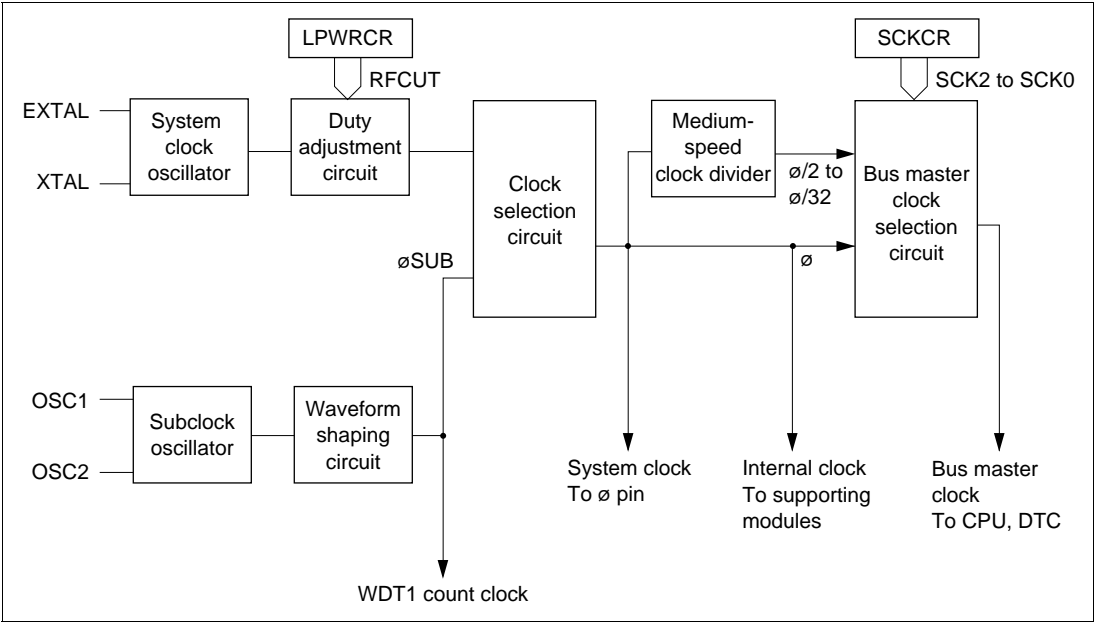 LPWRCR
SCKCR
RFCUT
SCK2 to SCK0
EXTAL
XTAL
System
clock
oscillator
Duty
adjustment
circuit
Clock
selection
circuit
Medium-
speed
clock divider
ø/2 to
ø/32
Bus master
clock
selection
circuit
øSUB
ø
OSC1
OSC2
Subclock
oscillator
Waveform
shaping
circuit
System clock
To ø pin
Internal clock
To supporting
modules
Bus master
clock
To CPU, DTC
WDT1 count clock